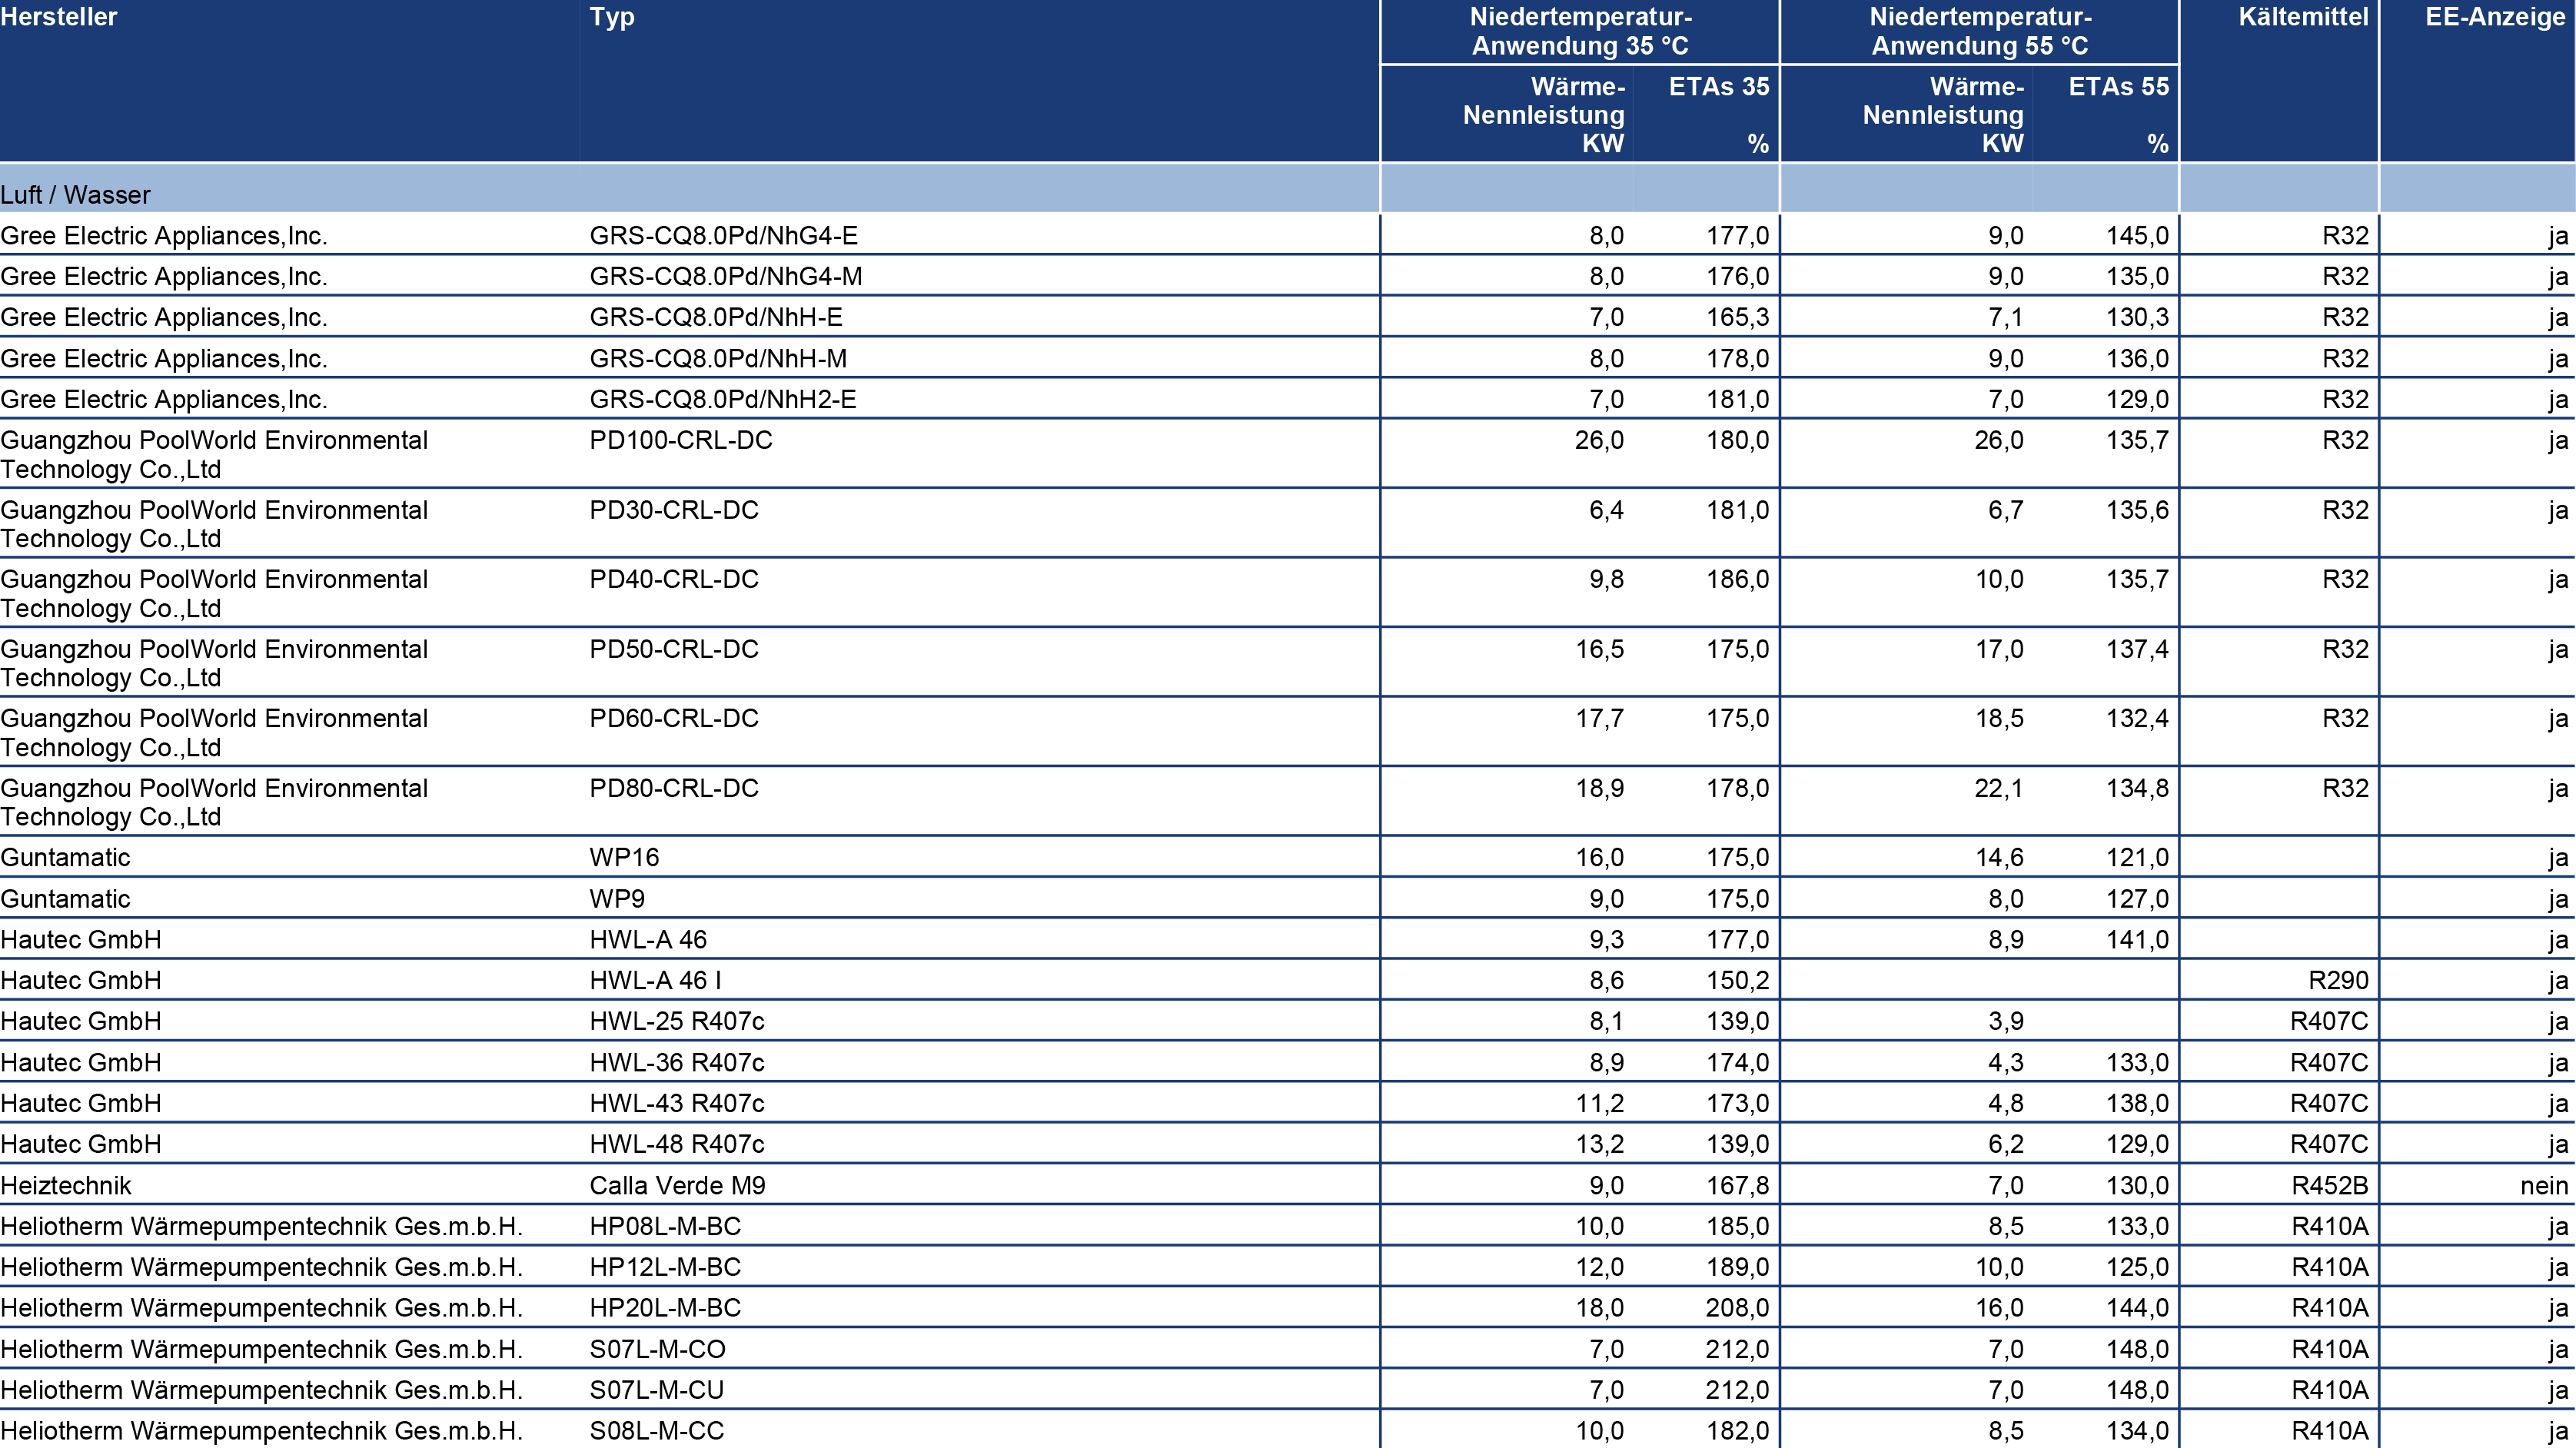 Hersteller Typ Niedertemperatur- Niedertemperatur- Kältemittel EE-Anzeige
Anwendung 35 °C Anwendung 55 °C
Wärme- ETAs 35 Wärme- ETAs 55
Nennleistung Nennleistung
KW % KW %
Luft / Wasser
Gree Electric Appliances,Inc. GRS-CQ8.0Pd/NhG4-E 8,0 177,0 9,0 145,0 R32 ja
Gree Electric Appliances,Inc. GRS-CQ8.0Pd/NhG4-M 8,0 176,0 9,0 135,0 R32 ja
Gree Electric Appliances,Inc. GRS-CQ8.0Pd/NhH-E 7,0 165,3 7,1 130,3 R32 ja
Gree Electric Appliances,Inc. GRS-CQ8.0Pd/NhH-M 8,0 178,0 9,0 136,0 R32 ja
Gree Electric Appliances,Inc. GRS-CQ8.0Pd/NhH2-E 7,0 181,0 7,0 129,0 R32 ja
Guangzhou PoolWorld Environmental PD100-CRL-DC 26,0 180,0 26,0 135,7 R32 ja
Technology Co.,Ltd
Guangzhou PoolWorld Environmental PD30-CRL-DC 6,4 181,0 6,7 135,6 R32 ja
Technology Co.,Ltd
Guangzhou PoolWorld Environmental PD40-CRL-DC 9,8 186,0 10,0 135,7 R32 ja
Technology Co.,Ltd
Guangzhou PoolWorld Environmental PD50-CRL-DC 16,5 175,0 17,0 137,4 R32 ja
Technology Co.,Ltd
Guangzhou PoolWorld Environmental PD60-CRL-DC 17,7 175,0 18,5 132,4 R32 ja
Technology Co.,Ltd
Guangzhou PoolWorld Environmental PD80-CRL-DC 18,9 178,0 22,1 134,8 R32 ja
Technology Co.,Ltd
Guntamatic WP16 16,0 175,0 14,6 121,0 ja
Guntamatic WP9 9,0 175,0 8,0 127,0 ja
Hautec GmbH HWL-A 46 9,3 177,0 8,9 141,0 ja
Hautec GmbH HWL-A 46 I 8,6 150,2 R290 ja
Hautec GmbH HWL-25 R407c 8,1 139,0 3,9 R407C ja
Hautec GmbH HWL-36 R407c 8,9 174,0 4,3 133,0 R407C ja
Hautec GmbH HWL-43 R407c 11,2 173,0 4,8 138,0 R407C ja
Hautec GmbH HWL-48 R407c 13,2 139,0 6,2 129,0 R407C ja
Heiztechnik Calla Verde M9 9,0 167,8 7,0 130,0 R452B nein
Heliotherm Wärmepumpentechnik Ges.m.b.H. HP08L-M-BC 10,0 185,0 8,5 133,0 R410A ja
Heliotherm Wärmepumpentechnik Ges.m.b.H. HP12L-M-BC 12,0 189,0 10,0 125,0 R410A ja
Heliotherm Wärmepumpentechnik Ges.m.b.H. HP20L-M-BC 18,0 208,0 16,0 144,0 R410A ja
Heliotherm Wärmepumpentechnik Ges.m.b.H. S07L-M-CO 7,0 212,0 7,0 148,0 R410A ja
Heliotherm Wärmepumpentechnik Ges.m.b.H. S07L-M-CU 7,0 212,0 7,0 148,0 R410A ja
Heliotherm Wärmepumpentechnik Ges.m.b.H. S08L-M-CC 10,0 182,0 8,5 134,0 R410A ja